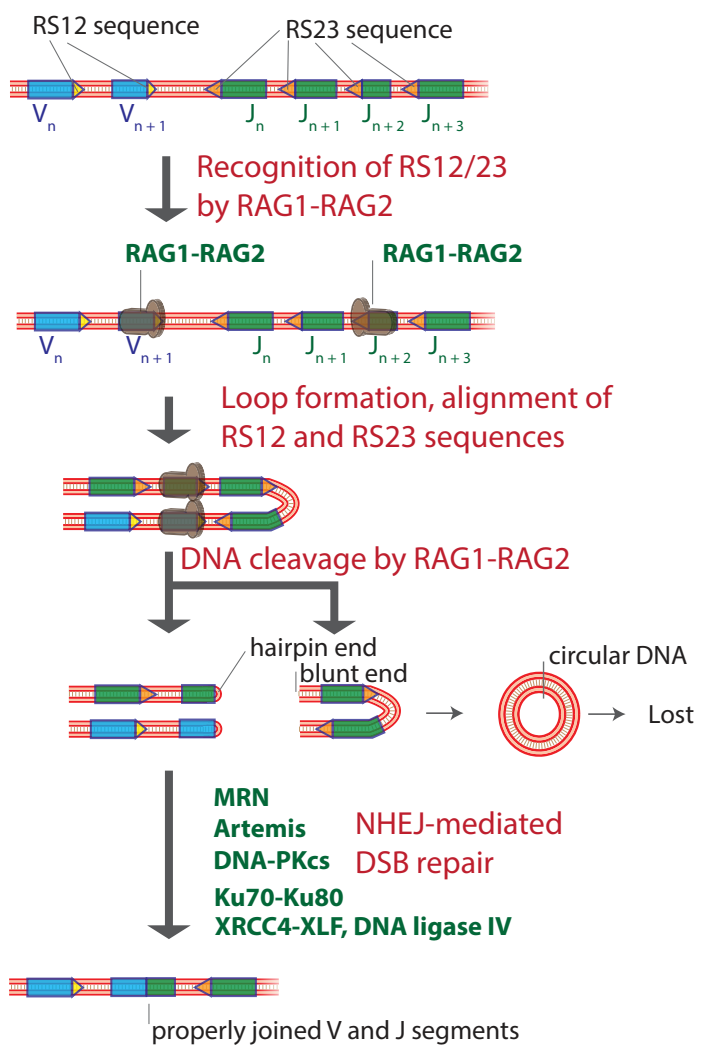 RS12 sequence
RS23 sequence
Vn
Vn + 1
Jn
Jn + 1
Jn + 2
Jn + 3
Recognition of RS12/23
by RAG1-RAG2
RAG1-RAG2
RAG1-RAG2
Vn
Vn + 1
Jn
Jn + 1
Jn + 2
Jn + 3
Loop formation, alignment of
RS12 and RS23 sequences
DNA cleavage by RAG1-RAG2
hairpin end
blunt end
circular DNA
Lost
MRN
Artemis
DNA-PKcs
Ku70-Ku80
XRCC4-XLF, DNA ligase IV
NHEJ-mediated
DSB repair
properly joined V and J segments